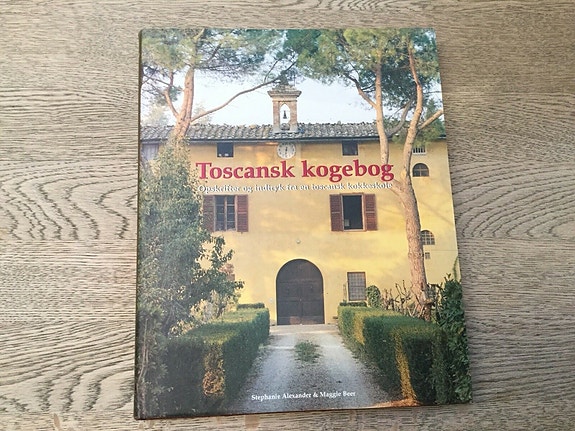 Toscansk kogebog
Opskrifter og indtryk fra en toscansk kokkeskole
Stephanie Alexander & Maggie Beer